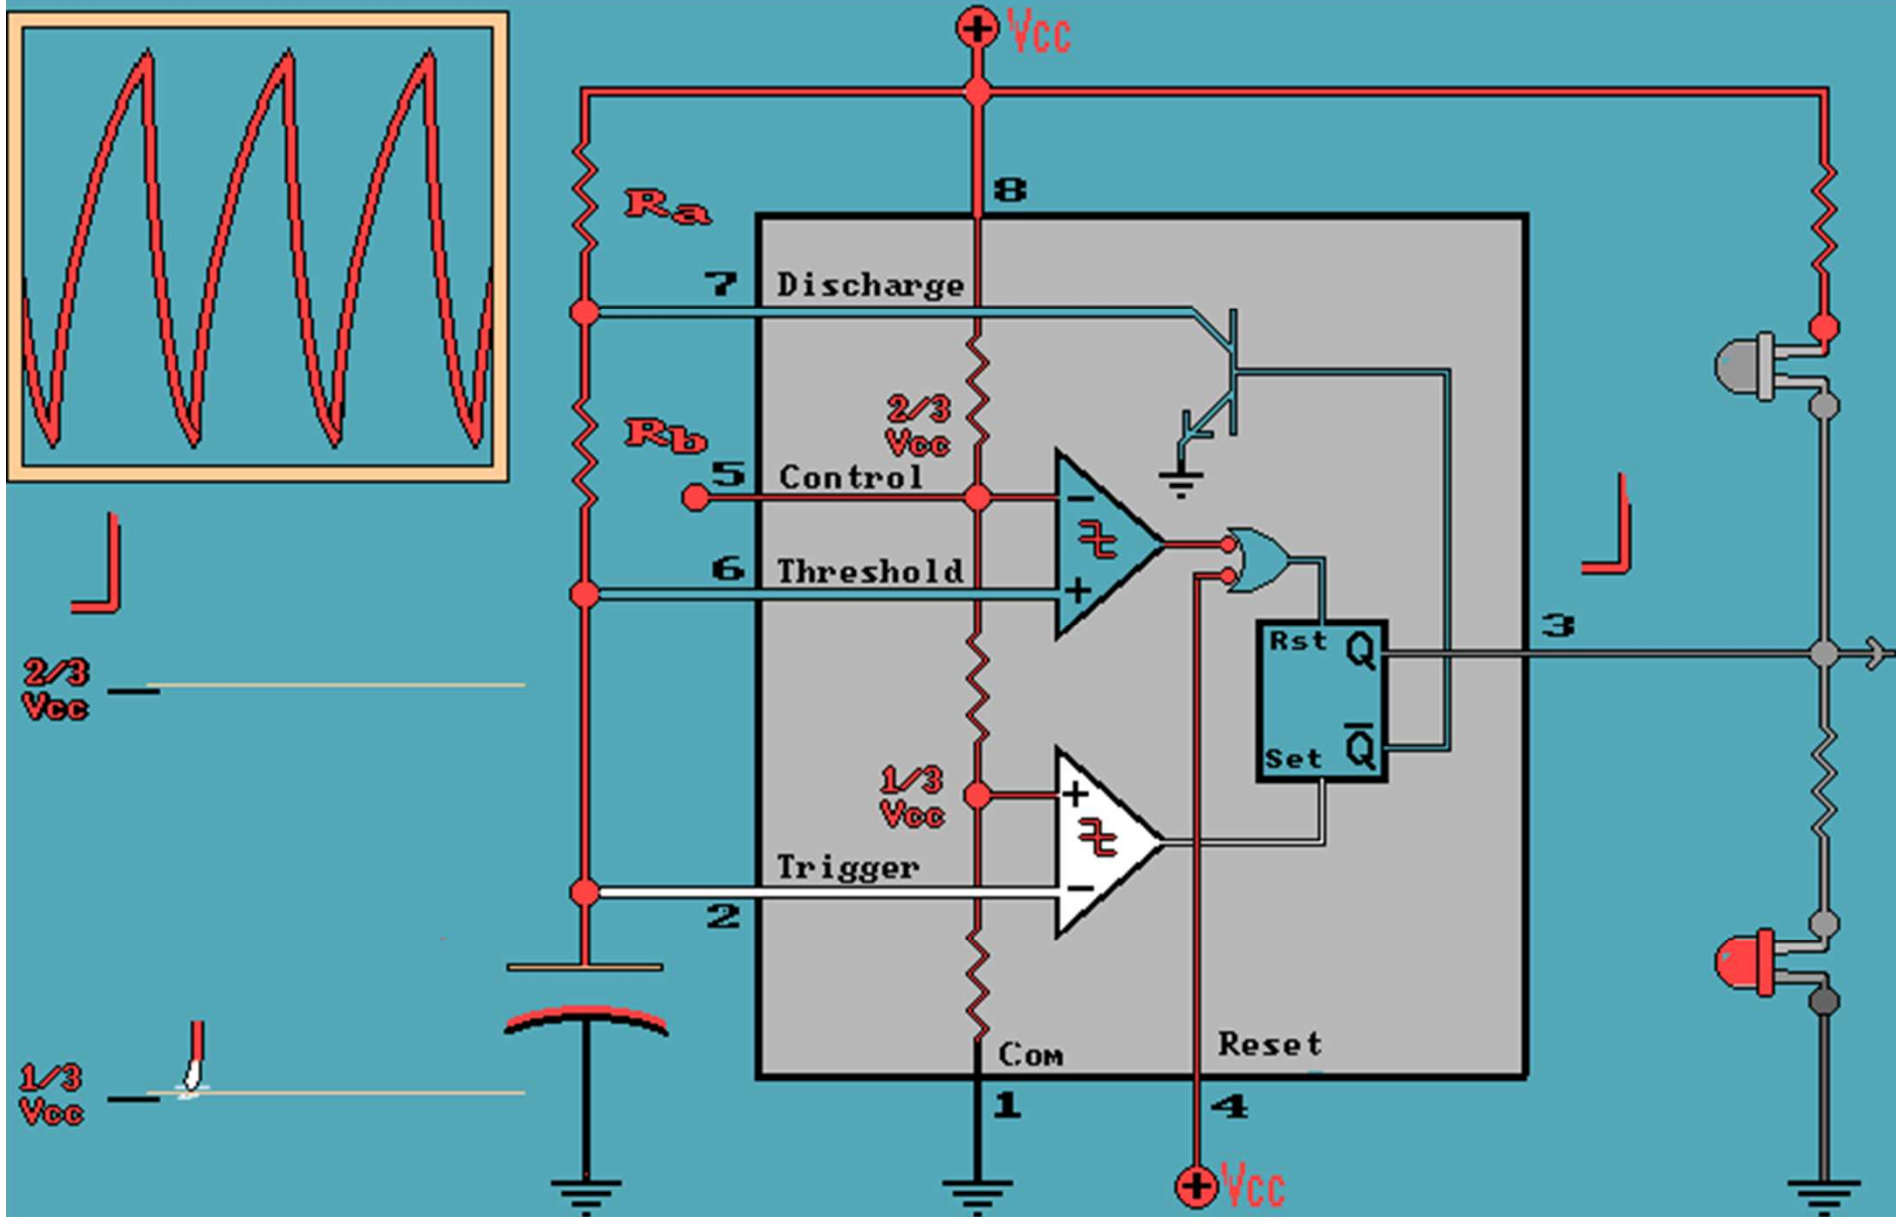 Vcc
8
Ra
7
Discharge
2/3
Vcc
Rb
5
Control
−
6
Threshold
+
Rst
Q
3
2/3
Vcc
Q̅
Set
1/3
Vcc
+
Trigger
−
2
Com
Reset
1/3
Vcc
1
4
Vcc